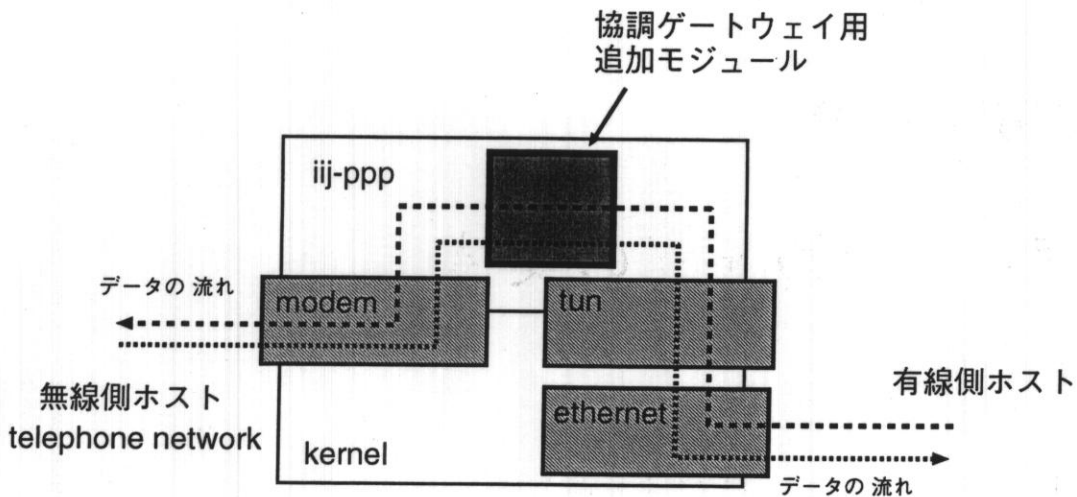 協調ゲートウェイ用
追加モジュール
iij-ppp
データの 流れ
modem
tun
無線側ホスト
telephone network
ethernet
有線側ホスト
kernel
データの 流れ